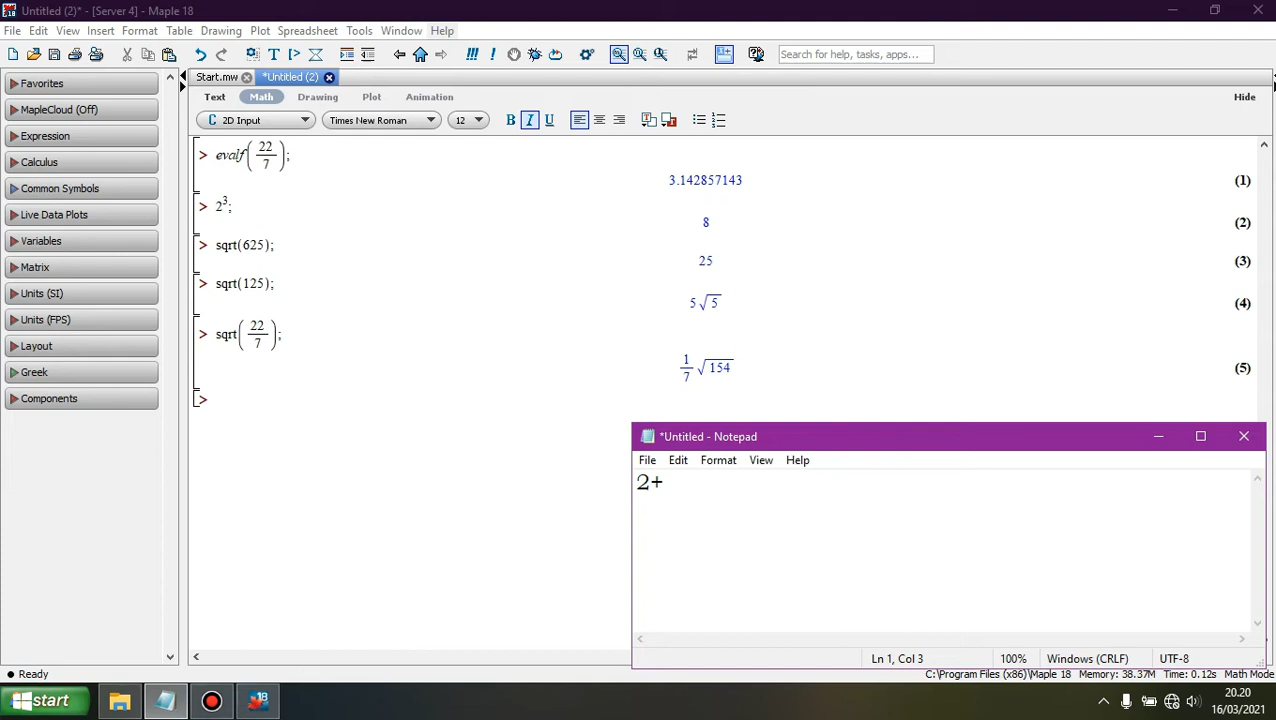 Untitled (2)* - [Server 4] - Maple 18
File Edit View Insert Format Table Drawing Plot Spreadsheet Tools Window Help
Search for help, tasks, apps...
Start.mw *Untitled (2)
Text Math Drawing Plot Animation Hide
C 2D Input Times New Roman 12 B I U
Favorites
MapleCloud (Off)
Expression
Calculus
Common Symbols
Live Data Plots
Variables
Matrix
Units (SI)
Units (FPS)
Layout
Greek
Components
> evalf(22/7);
3.142857143 (1)
> 2^3;
8 (2)
> sqrt(625);
25 (3)
> sqrt(125);
5√5 (4)
> sqrt(22/7);
1/7 √154 (5)
>
*Untitled - Notepad
File Edit Format View Help
2+
Ln 1, Col 3 100% Windows (CRLF) UTF-8
Ready C:\Program Files (x86)\Maple 18 Memory: 38.37M Time: 0.12s Math Mode
start
18
20.20
16/03/2021